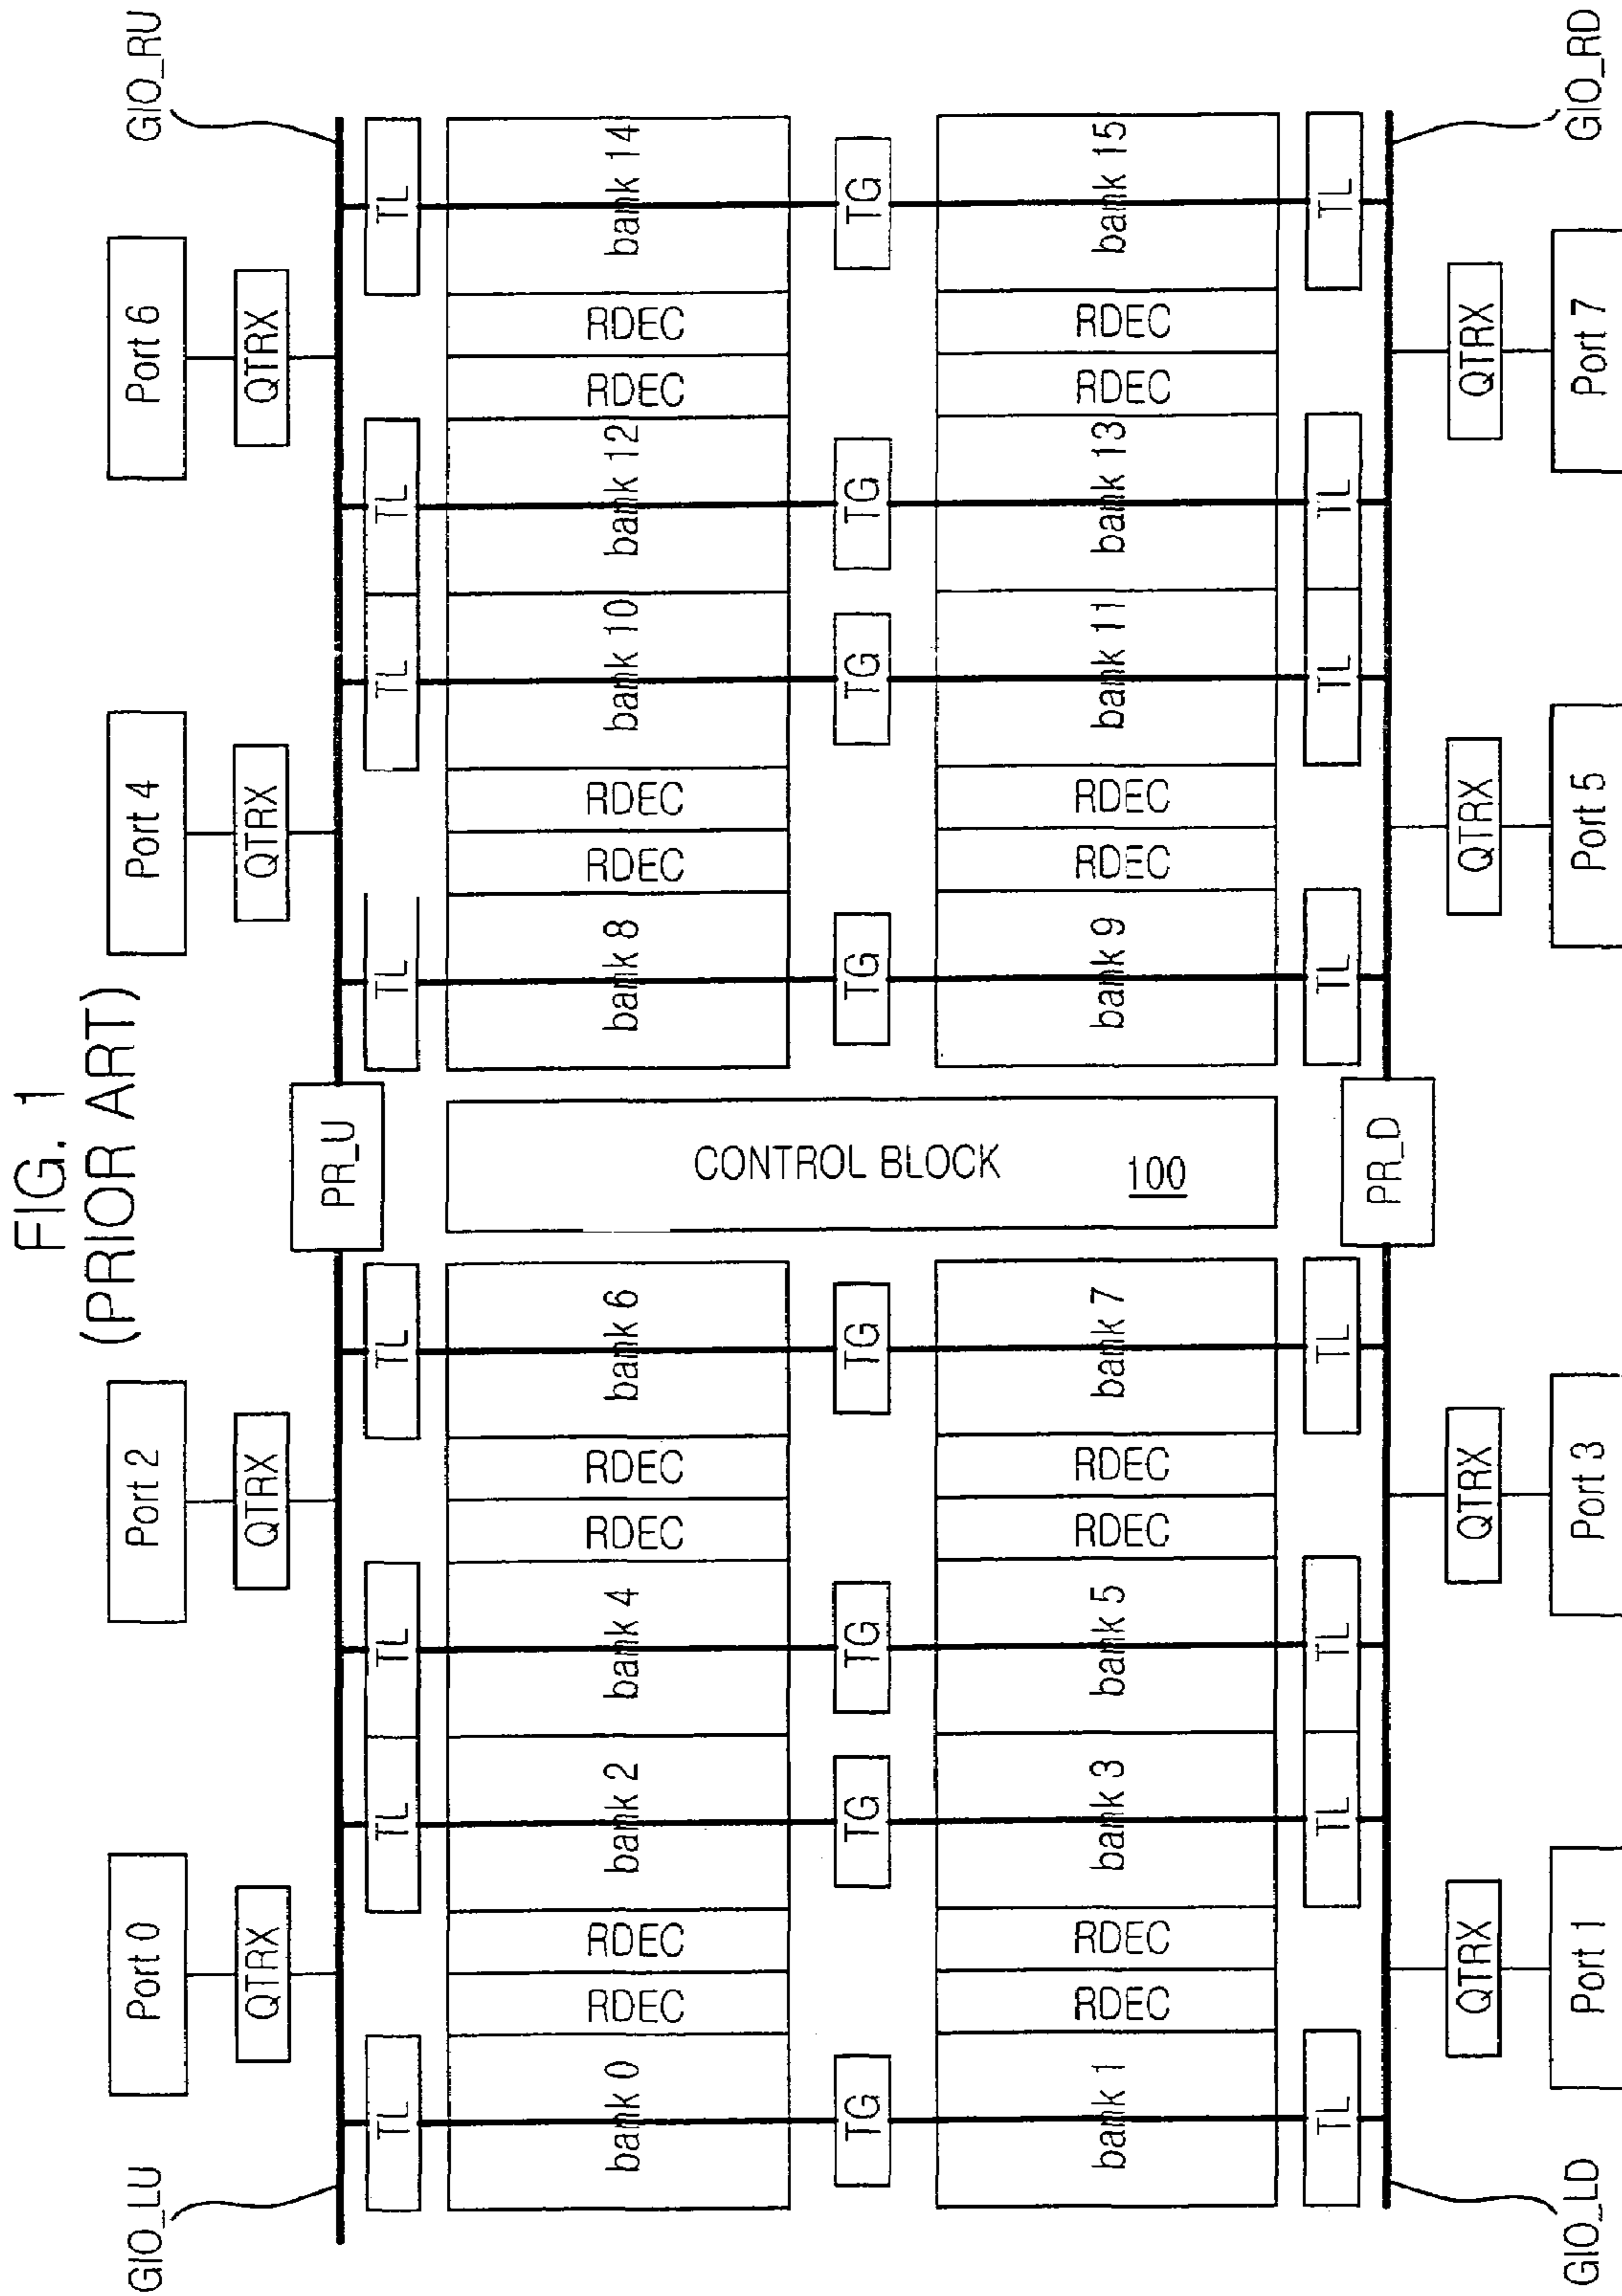 FIG. 1
(PRIOR ART)
Port 0
Port 2
Port 4
Port 6
QTRX
QTRX
QTRX
QTRX
GIO_LU
PR_U
GIO_RU
TL
TL
TL
TL
TL
TL
TL
TL
bank 0
RDEC
RDEC
bank 2
bank 4
RDEC
RDEC
bank 6
bank 8
RDEC
RDEC
bank 10
bank 12
RDEC
RDEC
bank 14
TG
TG
TG
TG
TG
TG
TG
TG
CONTROL BLOCK 100
bank 1
RDEC
RDEC
bank 3
bank 5
RDEC
RDEC
bank 7
bank 9
RDEC
RDEC
bank 11
bank 13
RDEC
RDEC
bank 15
TL
TL
TL
TL
TL
TL
TL
TL
PR_D
GIO_LD
QTRX
QTRX
QTRX
QTRX
GIO_RD
Port 1
Port 3
Port 5
Port 7